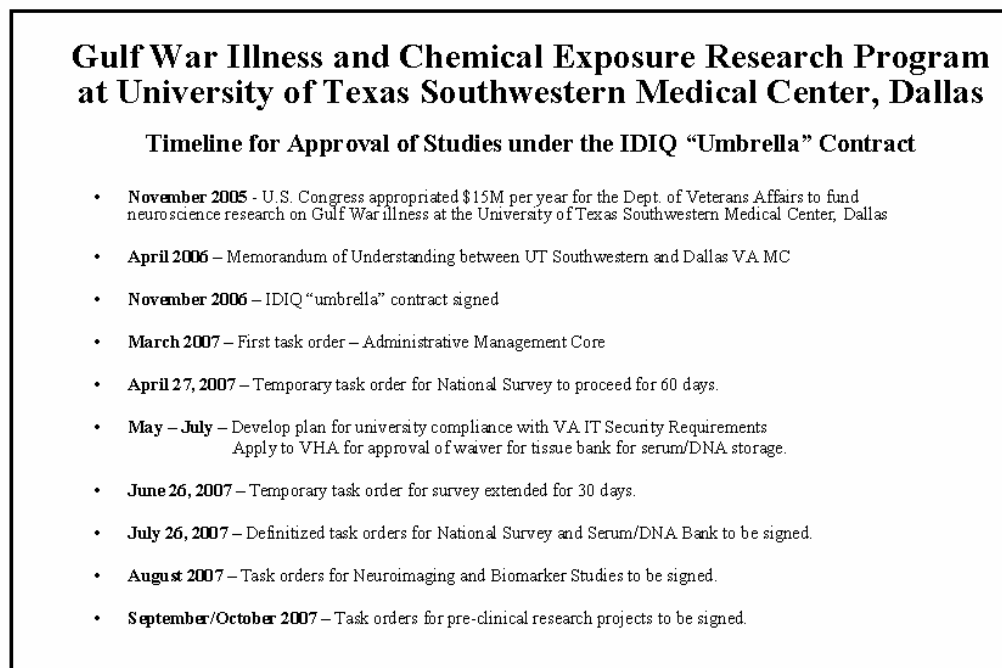 Gulf War Illness and Chemical Exposure Research Program
at University of Texas Southwestern Medical Center, Dallas
Timeline for Approval of Studies under the IDIQ “Umbrella” Contract
• November 2005 - U.S. Congress appropriated $15M per year for the Dept. of Veterans Affairs to fund
neuroscience research on Gulf War illness at the University of Texas Southwestern Medical Center, Dallas
• April 2006 – Memorandum of Understanding between UT Southwestern and Dallas VA MC
• November 2006 – IDIQ “umbrella” contract signed
• March 2007 – First task order – Administrative Management Core
• April 27, 2007 – Temporary task order for National Survey to proceed for 60 days.
• May – July – Develop plan for university compliance with VA IT Security Requirements
Apply to VHA for approval of waiver for tissue bank for serum/DNA storage.
• June 26, 2007 – Temporary task order for survey extended for 30 days.
• July 26, 2007 – Definitized task orders for National Survey and Serum/DNA Bank to be signed.
• August 2007 – Task orders for Neuroimaging and Biomarker Studies to be signed.
• September/October 2007 – Task orders for pre-clinical research projects to be signed.